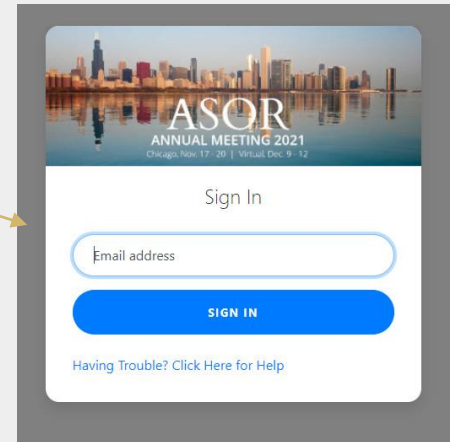 ASOR
ANNUAL MEETING 2021
Chicago, Nov. 17 - 20 | Virtual, Dec. 9 - 12
Sign In
Email address
SIGN IN
Having Trouble? Click Here for Help